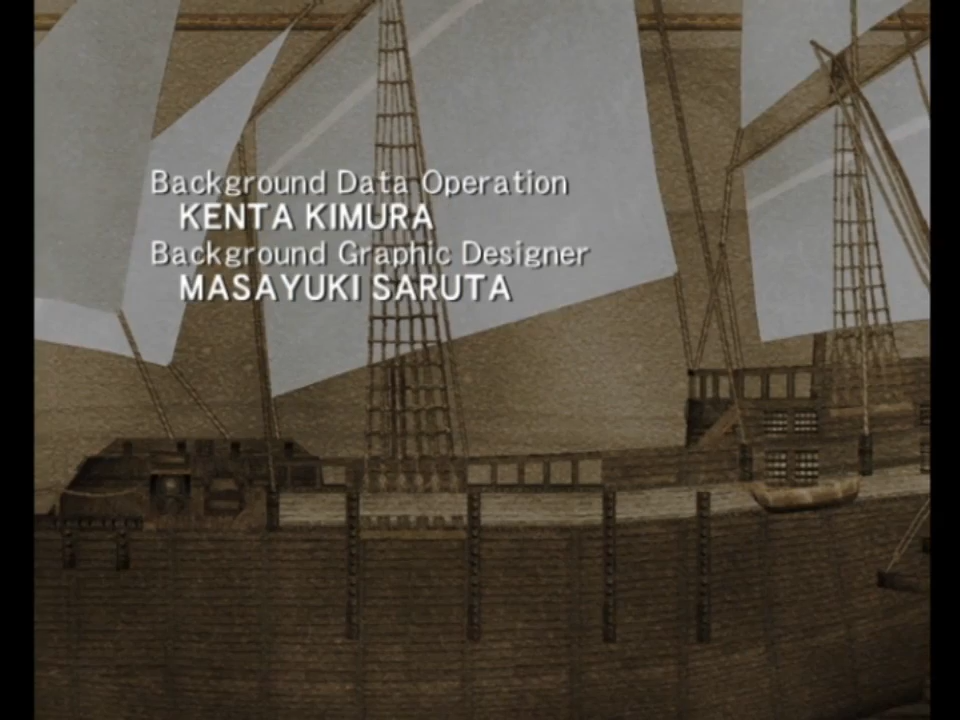 Background Data Operation
KENTA KIMURA
Background Graphic Designer
MASAYUKI SARUTA